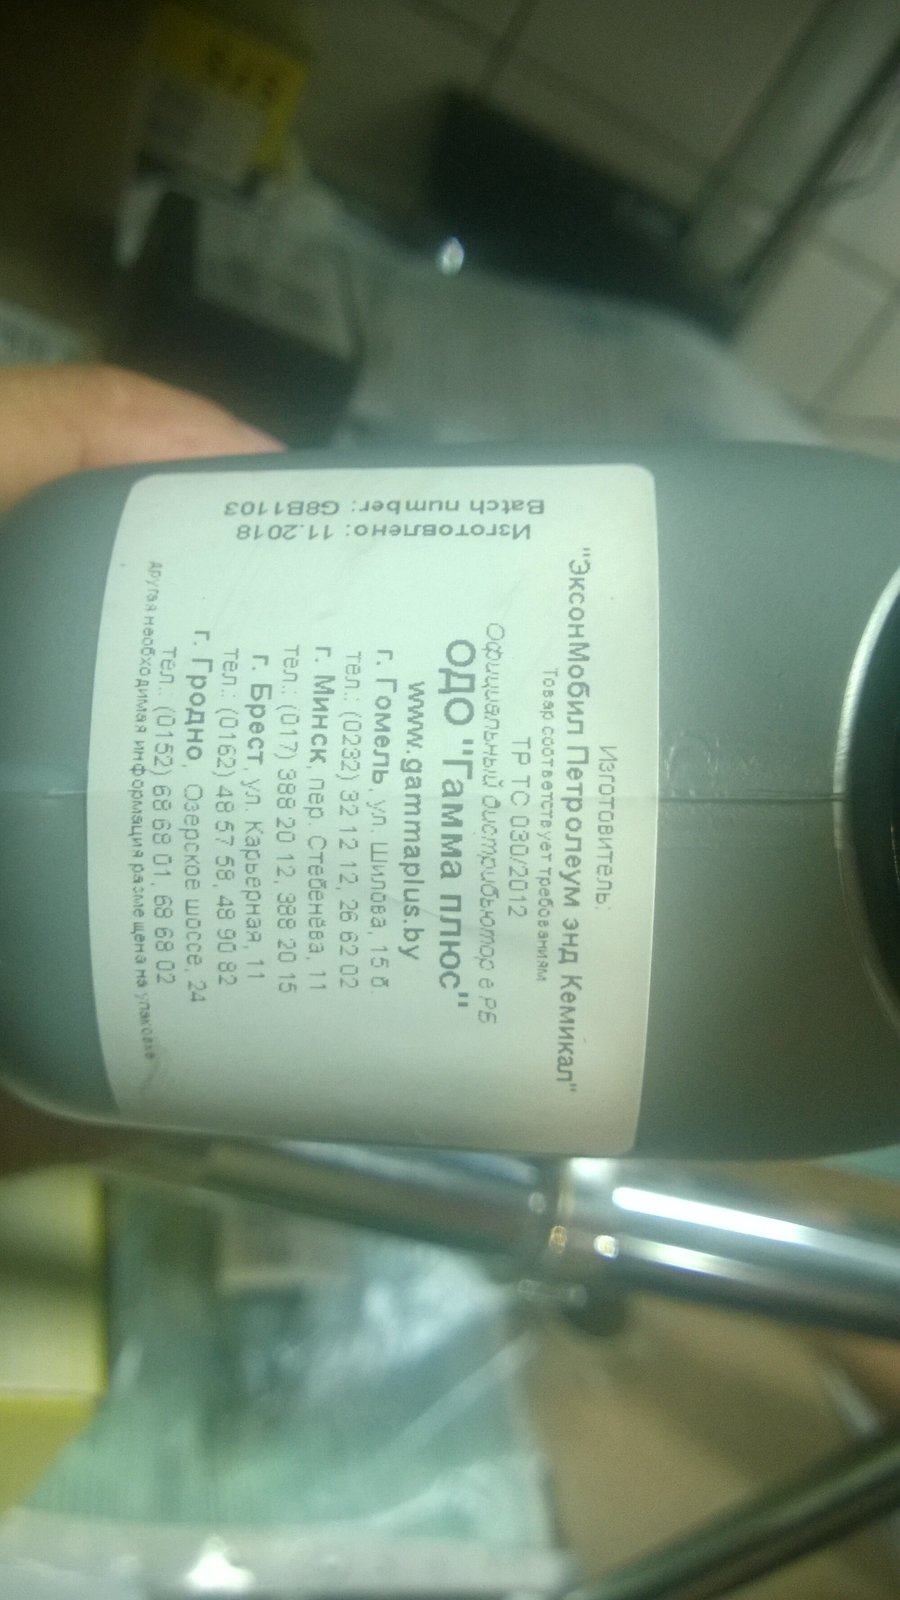 Изготовитель:
"ЭксонМобил Петролеум энд Кемикал"
Товар соответствует требованиям
ТР ТС 030/2012
Официальный дистрибьютор в РБ
ОДО "Гамма плюс"
www.gammaplus.by
г. Гомель, ул. Шилова, 15 б.
тел.: (0232) 32 12 12, 26 62 02
г. Минск, пер. Стебенёва, 11
тел.: (017) 388 20 12, 388 20 15
г. Брест, ул. Карьерная, 11
тел.: (0162) 48 57 58, 48 90 82
г. Гродно, Озерское шоссе, 24
тел.: (0152) 68 68 01, 68 68 02
другая необходимая информация размещена на упаковке
Изготовлено: 11.2018
Batch number: G8B1103